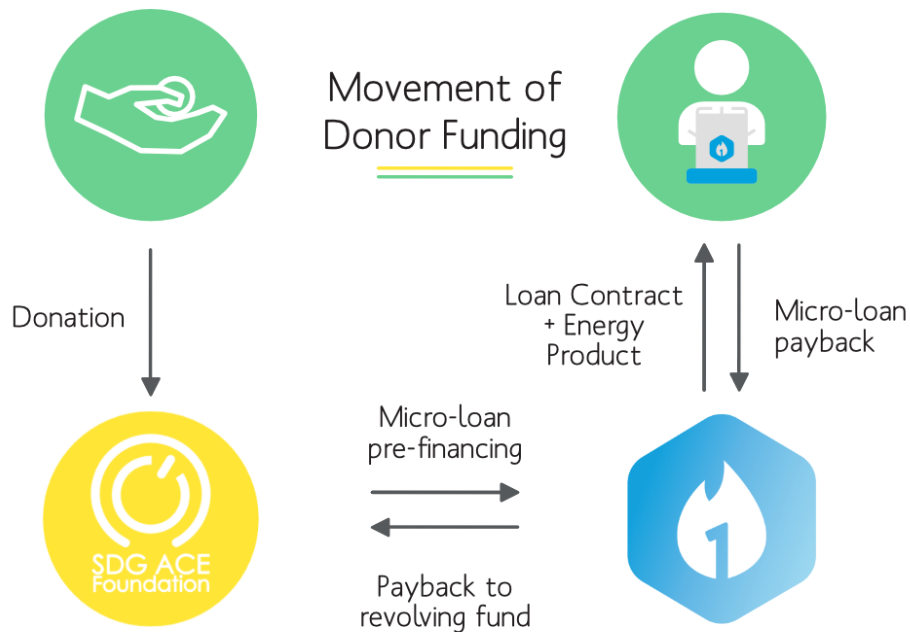 Movement of
Donor Funding
Donation
Loan Contract
+ Energy
Product
Micro-loan
payback
Micro-loan
pre-financing
SDG ACE
Foundation
1
Payback to
revolving fund